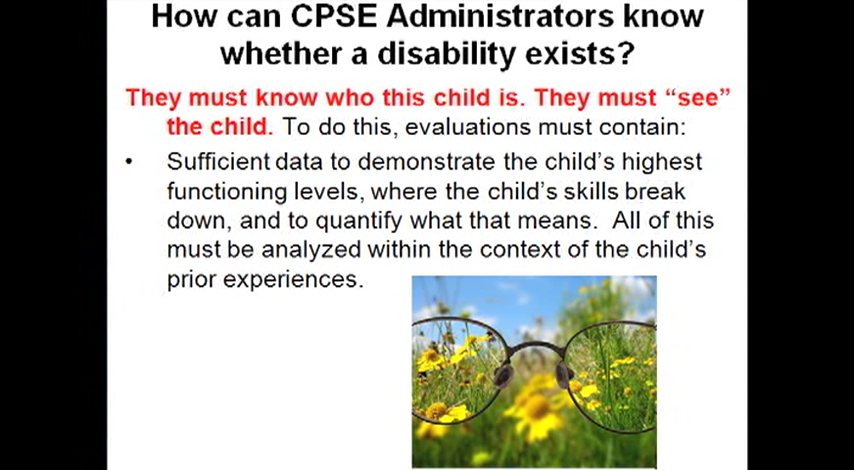 How can CPSE Administrators know
whether a disability exists?
They must know who this child is. They must “see”
the child. To do this, evaluations must contain:
• Sufficient data to demonstrate the child’s highest
functioning levels, where the child’s skills break
down, and to quantify what that means.  All of this
must be analyzed within the context of the child’s
prior experiences.